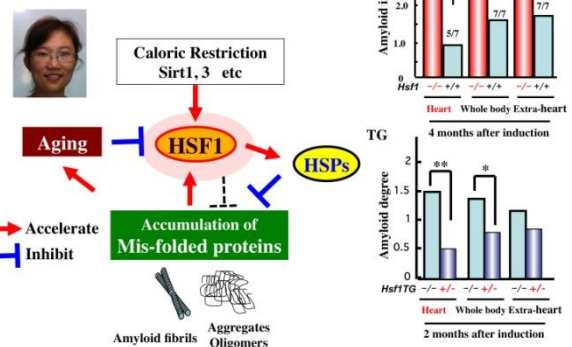 Caloric Restriction
Sirt1, 3 etc
Aging
HSF1
HSPs
Accumulation of
Mis-folded proteins
Accelerate
Inhibit
Amyloid fibrils
Aggregates
Oligomers
2.0
1.0
0
5/7
7/7
7/7
Hsf1 -/- +/+ -/- +/+ -/- +/+
Heart Whole body Extra-heart
4 months after induction
TG
Amyloid degree
2
1.5
1
0.5
0
**
*
Hsf1TG -/- +/- -/- +/- -/- +/-
Heart Whole body Extra-heart
2 months after induction